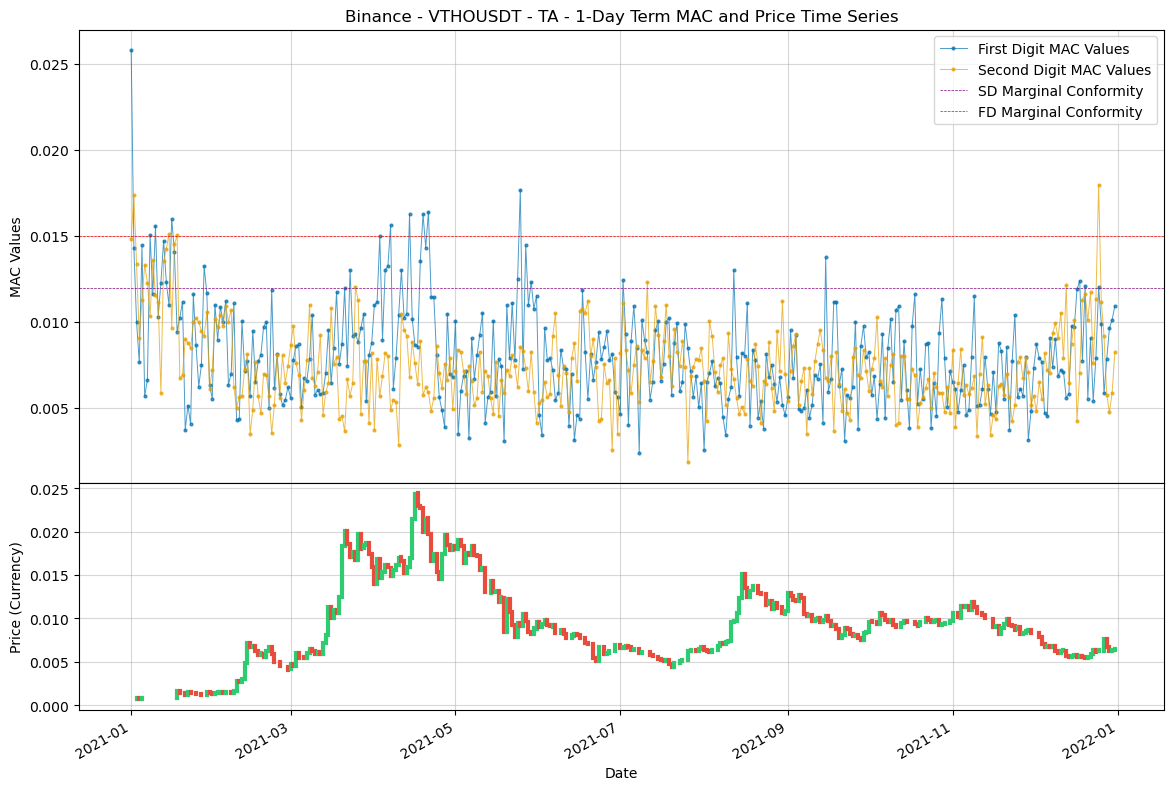 Binance - VTHOUSDT - TA - 1-Day Term MAC and Price Time Series
First Digit MAC Values
Second Digit MAC Values
SD Marginal Conformity
FD Marginal Conformity
MAC Values
0.025
0.020
0.015
0.010
0.005
Price (Currency)
0.025
0.020
0.015
0.010
0.005
0.000
2021-01
2021-03
2021-05
2021-07
2021-09
2021-11
2022-01
Date